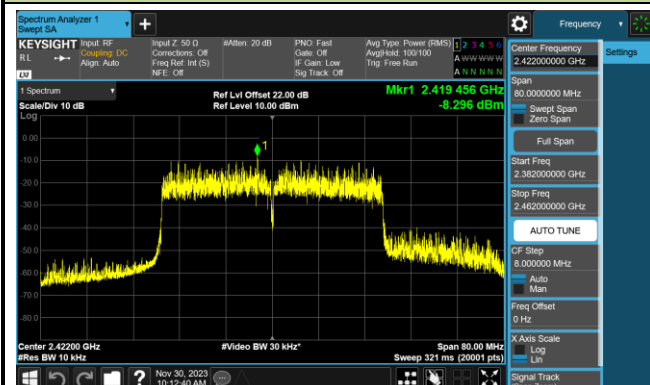 Spectrum Analyzer 1
Swept SA
Frequency
KEYSIGHT
RL
LXI
Input: RF
Coupling: DC
Align: Auto
Input Z: 50 Ω
Corrections: Off
Freq Ref: Int (S)
NFE: Off
#Atten: 20 dB
PNO: Fast
Gate: Off
IF Gain: Low
Sig Track: Off
Avg Type: Power (RMS)
Avg|Hold: 100/100
Trig: Free Run
1 2 3 4 5 6
A W W W W W
A N N N N N
Center Frequency
2.422000000 GHz
Settings
Span
80.0000000 MHz
Swept Span
Zero Span
Full Span
Start Freq
2.382000000 GHz
Stop Freq
2.462000000 GHz
AUTO TUNE
CF Step
8.000000 MHz
Auto
Man
Freq Offset
0 Hz
X Axis Scale
Log
Lin
Signal Track
1 Spectrum
Scale/Div 10 dB
Log
Ref Lvl Offset 22.00 dB
Ref Level 10.00 dBm
Mkr1 2.419 456 GHz
-8.296 dBm
1
0.00
-10.0
-20.0
-30.0
-40.0
-50.0
-60.0
-70.0
-80.0
Center 2.42200 GHz
#Res BW 10 kHz
#Video BW 30 kHz*
Span 80.00 MHz
Sweep 321 ms (20001 pts)
?
Nov 30, 2023
10:12:40 AM